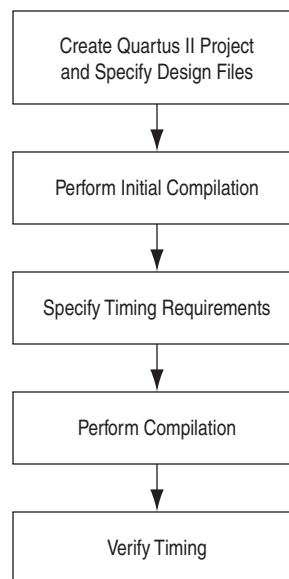 Create Quartus II Project
and Specify Design Files
Perform Initial Compilation
Specify Timing Requirements
Perform Compilation
Verify Timing